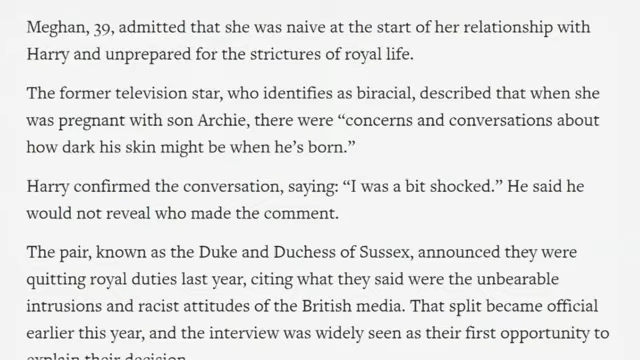 Meghan, 39, admitted that she was naive at the start of her relationship with
Harry and unprepared for the strictures of royal life.
The former television star, who identifies as biracial, described that when she
was pregnant with son Archie, there were “concerns and conversations about
how dark his skin might be when he’s born.”
Harry confirmed the conversation, saying: “I was a bit shocked.” He said he
would not reveal who made the comment.
The pair, known as the Duke and Duchess of Sussex, announced they were
quitting royal duties last year, citing what they said were the unbearable
intrusions and racist attitudes of the British media. That split became official
earlier this year, and the interview was widely seen as their first opportunity to
explain their decision.